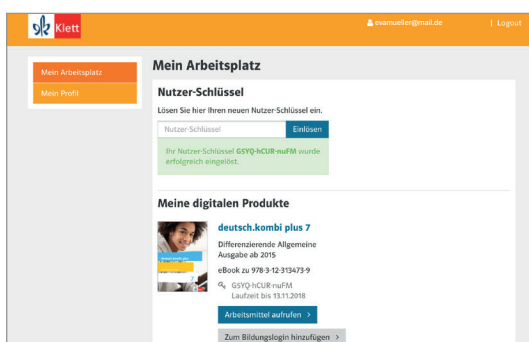 Klett
evamueller@mail.de | Logout
Mein Arbeitsplatz
Mein Profil
Mein Arbeitsplatz
Nutzer-Schlüssel
Lösen Sie hier Ihren neuen Nutzer-Schlüssel ein.
Nutzer-Schlüssel Einlösen
Ihr Nutzer-Schlüssel GSYQ-hCUR-nuFM wurde
erfolgreich eingelöst.
Meine digitalen Produkte
deutsch.kombi plus 7
Differenzierende Allgemeine
Ausgabe ab 2015
eBook zu 978-3-12-313473-9
GSYQ-hCUR-nuFM
Laufzeit bis 13.11.2018
Arbeitsmittel aufrufen >
Zum Bildungslogin hinzufügen >